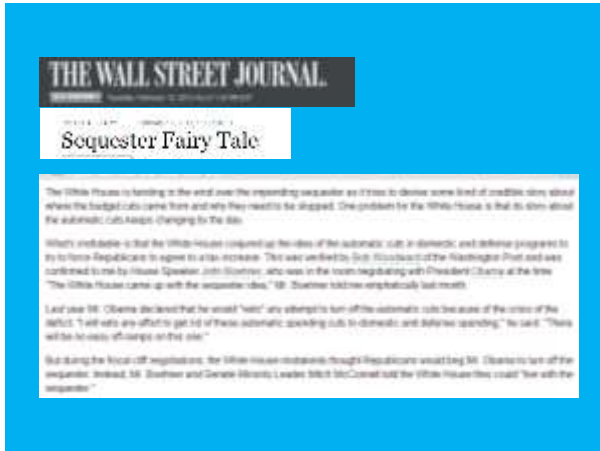 THE WALL STREET JOURNAL.
Sequester Fairy Tale
The White House is twisting in the wind over the impending sequester as it tries to devise some kind of credible story about
where the budget cuts came from and why they need to be stopped. One problem for the White House is that its story about
the automatic cuts keeps changing by the day.
What's irrefutable is that the White House conjured up the idea of the automatic cuts in domestic and defense programs to
try to force Republicans to agree to a tax increase. This was verified by Bob Woodward of the Washington Post and was
confirmed to me by House Speaker John Boehner, who was in the room negotiating with President Obama at the time.
"The White House came up with the sequester idea," Mr. Boehner told me emphatically last month.
Last year Mr. Obama declared that he would "veto" any attempt to turn off the automatic cuts because of the crisis of the
deficit. "I will veto any effort to get rid of these automatic spending cuts in domestic and defense spending," he said. "There
will be no easy off-ramps on this one."
But during the fiscal cliff negotiations, the White House mistakenly thought Republicans would beg Mr. Obama to turn off the
sequester. Instead, Mr. Boehner and Senate Minority Leader Mitch McConnell told the White House they could "live with the
sequester."